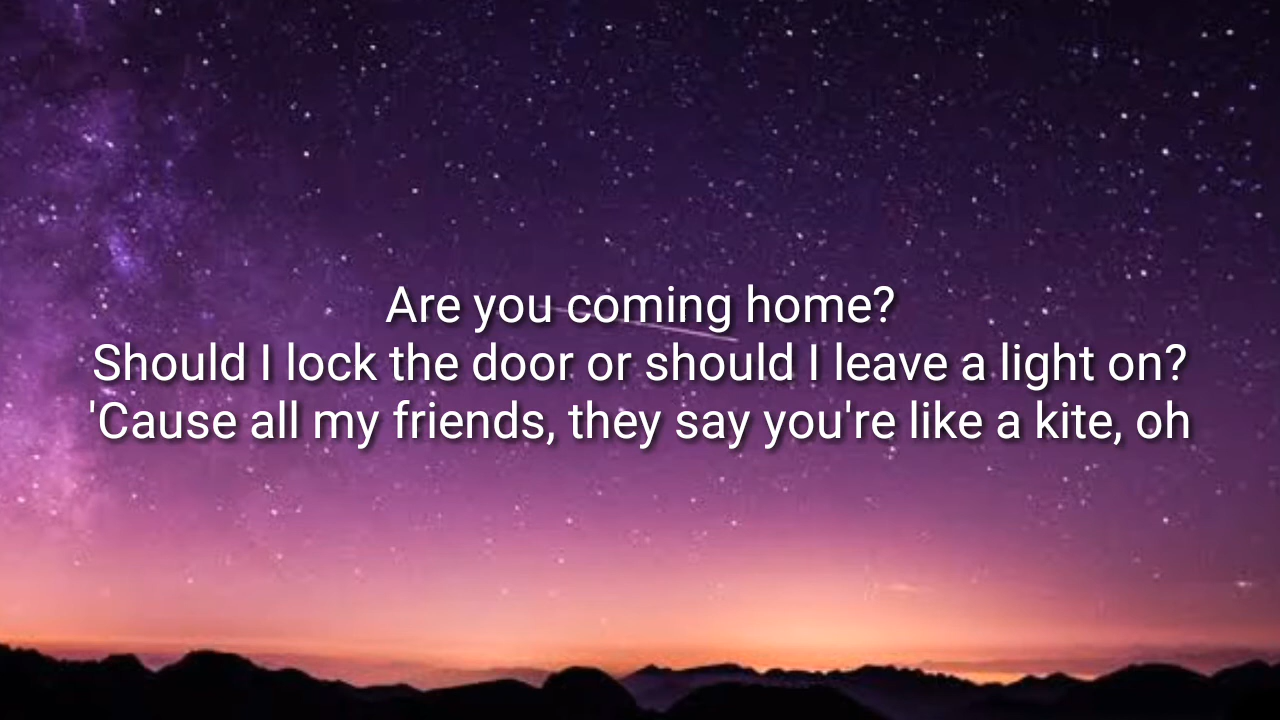 Are you coming home?
Should I lock the door or should I leave a light on?
'Cause all my friends, they say you're like a kite, oh